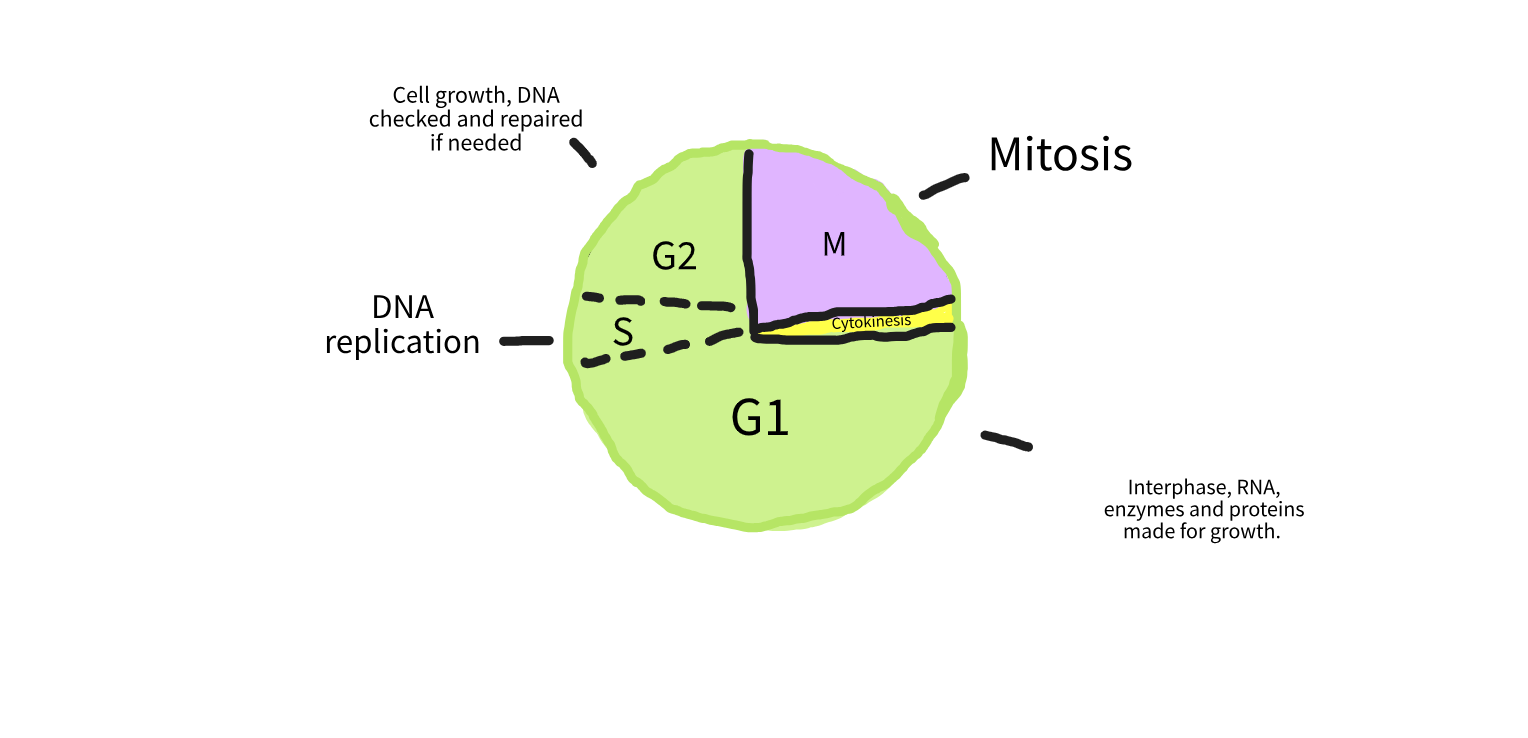 Cell growth, DNA
checked and repaired
if needed
Mitosis
M
G2
DNA
replication
S
Cytokinesis
G1
Interphase, RNA,
enzymes and proteins
made for growth.